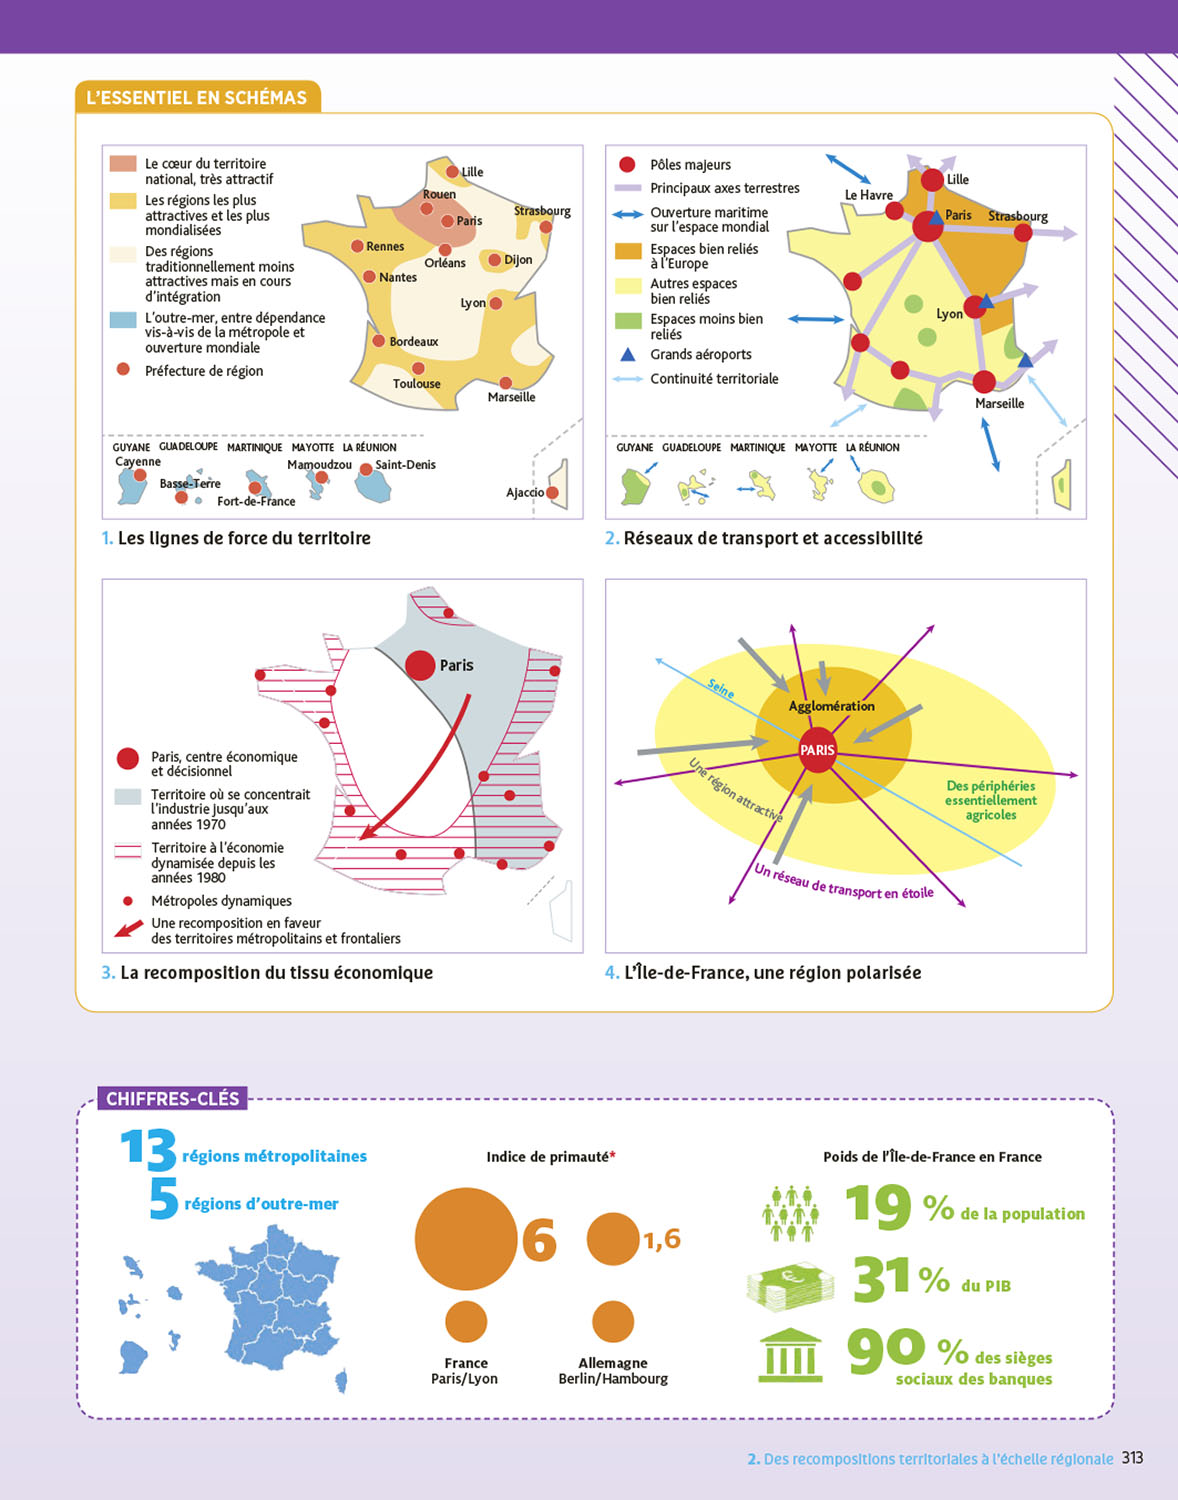 L'ESSENTIEL EN SCHÉMAS
Le cœur du territoire
national, très attractif
Les régions les plus
attractives et les plus
mondialisées
Des régions
traditionnellement moins
attractives mais en cours
d'intégration
L'outre-mer, entre dépendance
vis-à-vis de la métropole et
ouverture mondiale
Préfecture de région
Lille
Rouen
Paris
Strasbourg
Rennes
Orléans
Dijon
Nantes
Lyon
Bordeaux
Toulouse
Marseille
GUYANE
GUADELOUPE
MARTINIQUE
MAYOTTE
LA RÉUNION
Cayenne
Basse-Terre
Fort-de-France
Mamoudzou
Saint-Denis
Ajaccio
1. Les lignes de force du territoire
Pôles majeurs
Principaux axes terrestres
Ouverture maritime
sur l'espace mondial
Espaces bien reliés
à l'Europe
Autres espaces
bien reliés
Espaces moins bien
reliés
Grands aéroports
Continuité territoriale
Lille
Le Havre
Paris
Strasbourg
Lyon
Marseille
GUYANE
GUADELOUPE
MARTINIQUE
MAYOTTE
LA RÉUNION
2. Réseaux de transport et accessibilité
Paris
Paris, centre économique
et décisionnel
Territoire où se concentrait
l'industrie jusqu'aux
années 1970
Territoire à l'économie
dynamisée depuis les
années 1980
Métropoles dynamiques
Une recomposition en faveur
des territoires métropolitains et frontaliers
3. La recomposition du tissu économique
Seine
Agglomération
PARIS
Une région attractive
Des périphéries
essentiellement
agricoles
Un réseau de transport en étoile
4. L'Île-de-France, une région polarisée
CHIFFRES-CLÉS
13 régions métropolitaines
5 régions d'outre-mer
Indice de primauté*
6
1,6
France
Paris/Lyon
Allemagne
Berlin/Hambourg
Poids de l'Île-de-France en France
19 % de la population
31 % du PIB
90 % des sièges
sociaux des banques
2. Des recompositions territoriales à l'échelle régionale 313